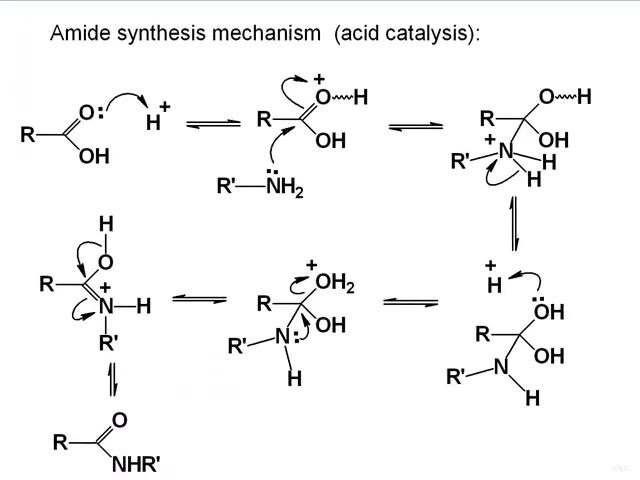 Amide synthesis mechanism (acid catalysis):
R O: OH H +
R + O H OH
R'—NH2
R O H OH + N R' H H
H + OH R OH R' N H
+ OH2 R OH R' N: H
H O R + N H R'
R O NHR'